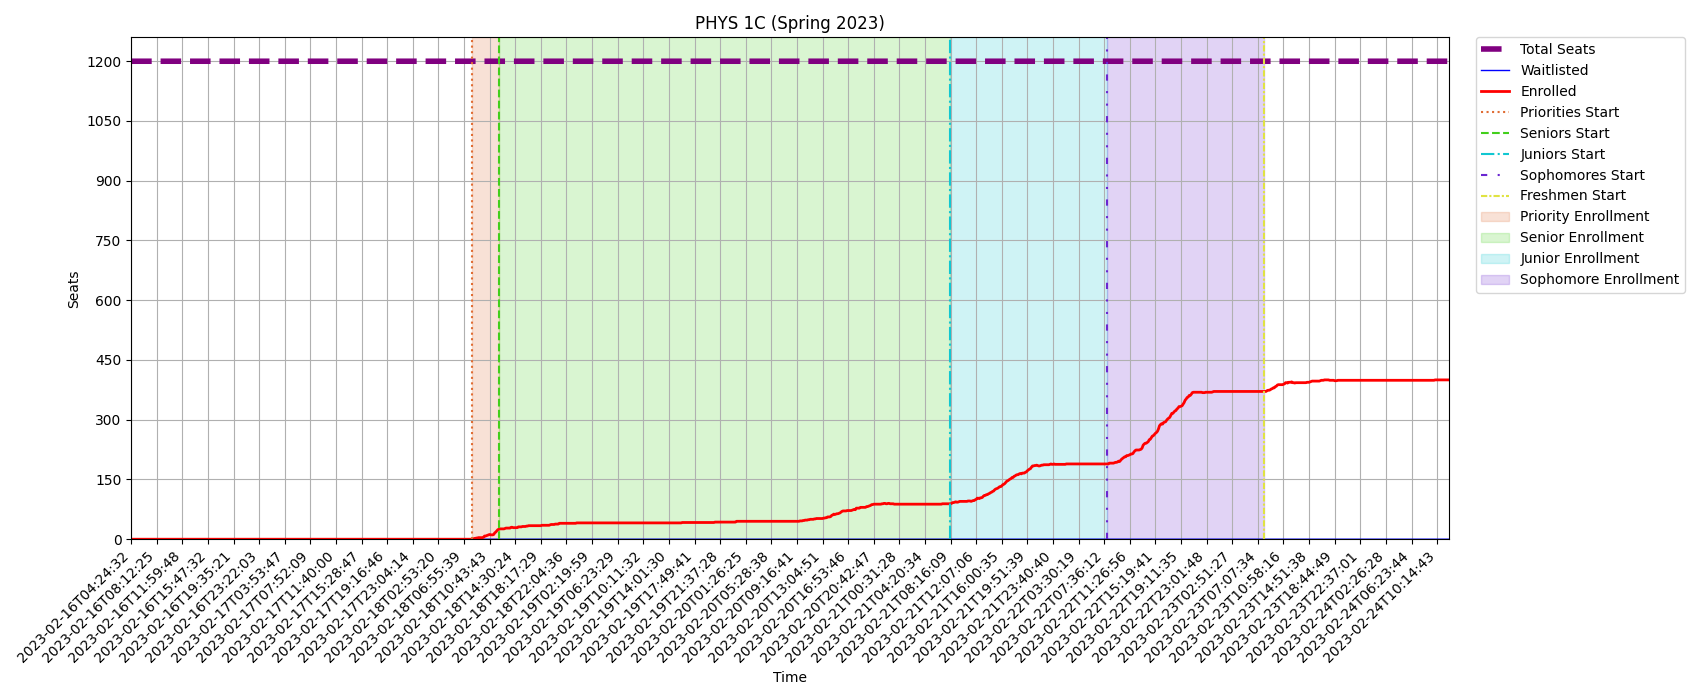 PHYS 1C (Spring 2023)
Seats
1200
1050
900
750
600
450
300
150
0
2023-02-16T04:24:32
2023-02-16T08:12:25
2023-02-16T11:59:48
2023-02-16T15:47:32
2023-02-16T19:35:21
2023-02-16T23:22:03
2023-02-17T03:53:47
2023-02-17T07:52:09
2023-02-17T11:40:00
2023-02-17T15:28:47
2023-02-17T19:16:46
2023-02-17T23:04:14
2023-02-18T02:53:20
2023-02-18T06:55:39
2023-02-18T10:43:43
2023-02-18T14:30:24
2023-02-18T18:17:29
2023-02-18T22:04:36
2023-02-19T02:19:59
2023-02-19T06:23:29
2023-02-19T10:11:32
2023-02-19T14:01:30
2023-02-19T17:49:41
2023-02-19T21:37:28
2023-02-20T01:26:25
2023-02-20T05:28:38
2023-02-20T09:16:41
2023-02-20T13:04:51
2023-02-20T16:53:46
2023-02-20T20:42:47
2023-02-21T00:31:28
2023-02-21T04:20:34
2023-02-21T08:16:09
2023-02-21T12:07:06
2023-02-21T16:00:35
2023-02-21T19:51:39
2023-02-21T23:40:40
2023-02-22T03:30:19
2023-02-22T07:36:12
2023-02-22T11:26:56
2023-02-22T15:19:41
2023-02-22T19:11:35
2023-02-22T23:01:48
2023-02-23T02:51:27
2023-02-23T07:07:34
2023-02-23T10:58:16
2023-02-23T14:51:38
2023-02-23T18:44:49
2023-02-23T22:37:01
2023-02-24T02:26:28
2023-02-24T06:23:44
2023-02-24T10:14:43
Time
Total Seats
Waitlisted
Enrolled
Priorities Start
Seniors Start
Juniors Start
Sophomores Start
Freshmen Start
Priority Enrollment
Senior Enrollment
Junior Enrollment
Sophomore Enrollment